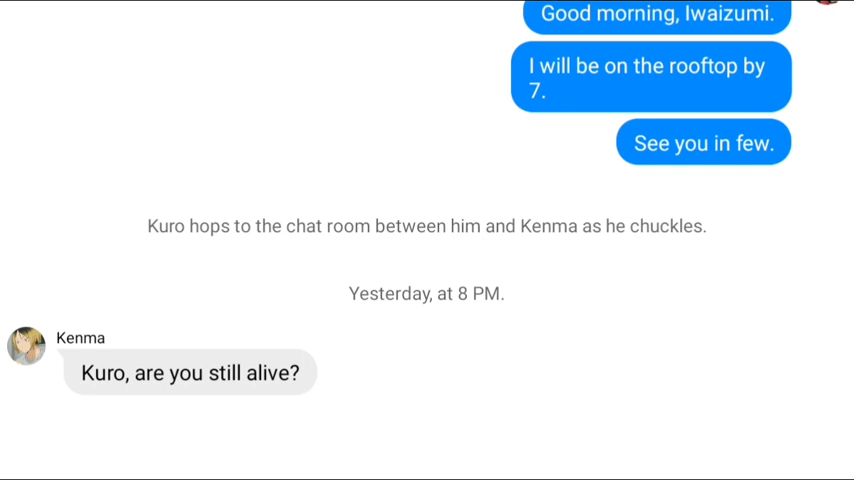 Good morning, Iwaizumi.
I will be on the rooftop by
7.
See you in few.
Kuro hops to the chat room between him and Kenma as he chuckles.
Yesterday, at 8 PM.
Kenma
Kuro, are you still alive?